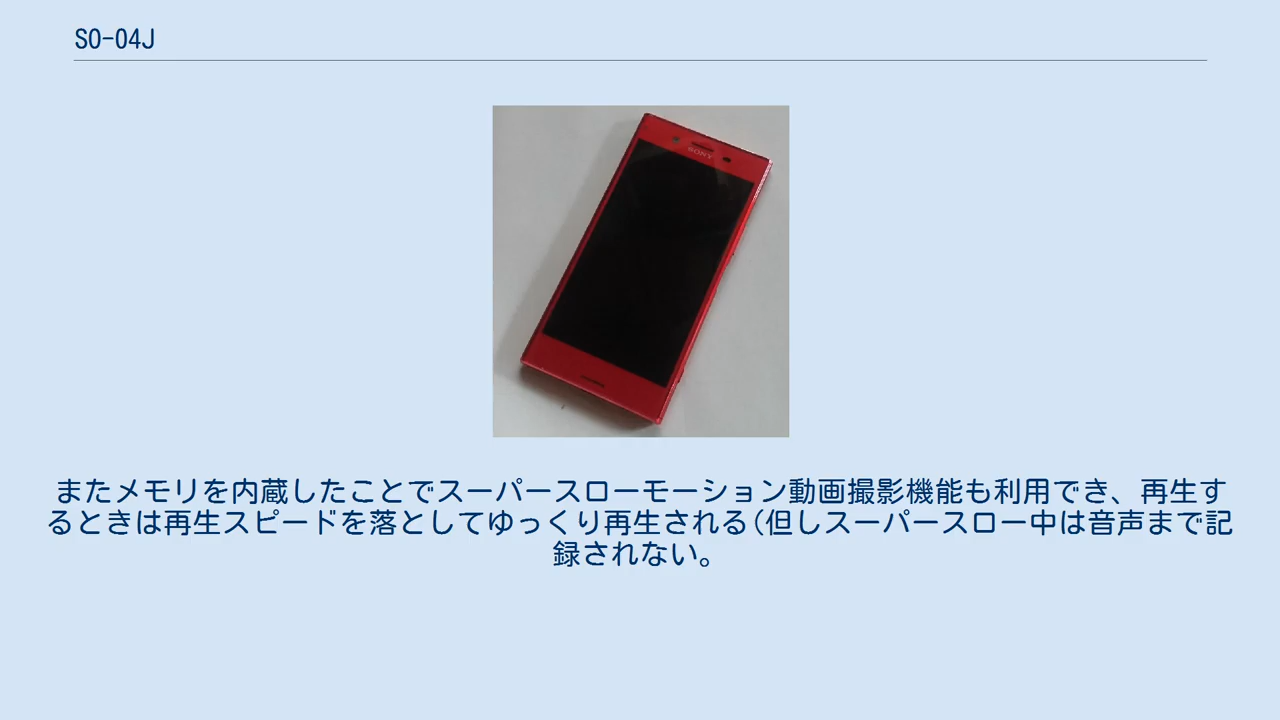 SO-04J
SONY
またメモリを内蔵したことでスーパースローモーション動画撮影機能も利用でき、再生す
るときは再生スピードを落としてゆっくり再生される(但しスーパースロー中は音声まで記
録されない。